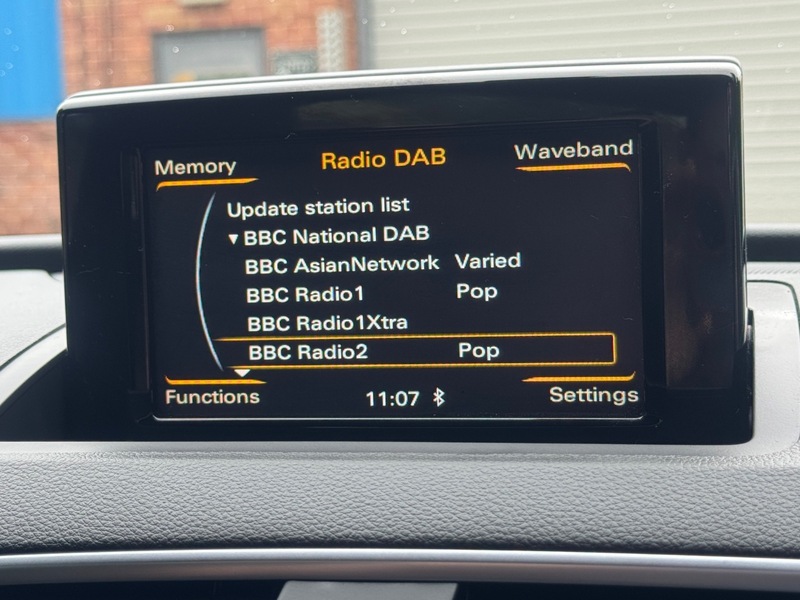 Memory
Radio DAB
Waveband
Update station list
BBC National DAB
BBC AsianNetwork Varied
BBC Radio1 Pop
BBC Radio1Xtra
BBC Radio2 Pop
Functions
11:07
Settings